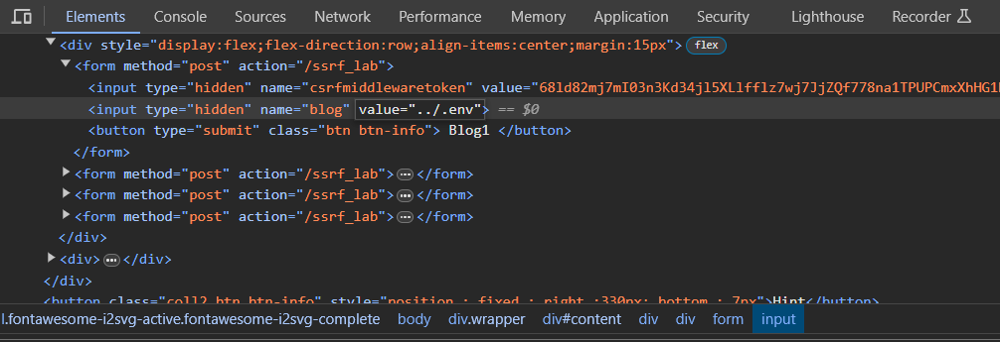 Elements Console Sources Network Performance Memory Application Security Lighthouse Recorder
<div style="display:flex;flex-direction:row;align-items:center;margin:15px"> flex
<form method="post" action="/ssrf_lab">
<input type="hidden" name="csrfmiddlewaretoken" value="68ld82mj7mI03n3Kd34jl5XL1fflz7wj7JjZQf778na1TPUPCmxXhHG1
<input type="hidden" name="blog" value="../.env"> == $0
<button type="submit" class="btn btn-info"> Blog1 </button>
</form>
<form method="post" action="/ssrf_lab"> ... </form>
<form method="post" action="/ssrf_lab"> ... </form>
<form method="post" action="/ssrf_lab"> ... </form>
</div>
<div> ... </div>
</div>
<button class="coll2 btn btn-info" style="position : fixed ; right :330px; bottom : 7px">Hint</button>
l.fontawesome-i2svg-active.fontawesome-i2svg-complete body div.wrapper div#content div div form input